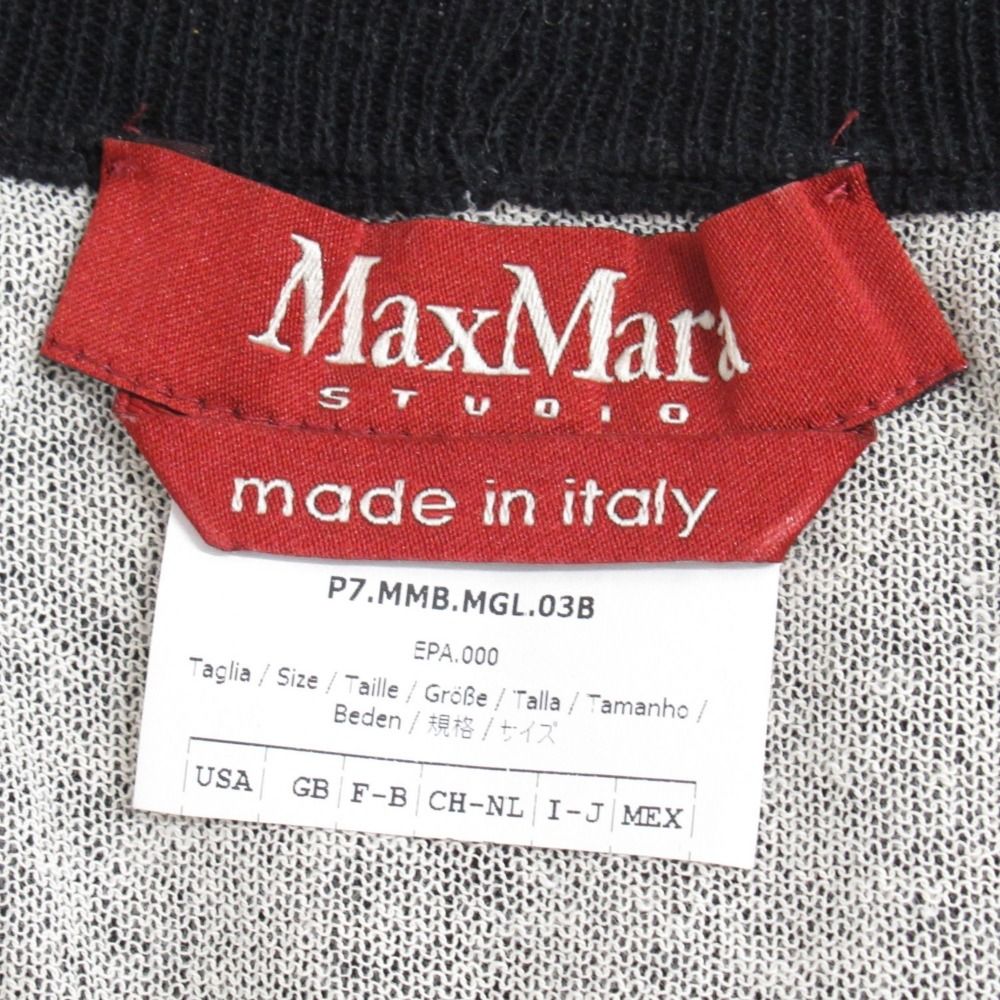 MaxMara
STUDIO
made in italy
P7.MMB.MGL.03B
EPA.000
Taglia / Size / Taille / Größe / Talla / Tamanho /
Beden / 規格 / サイズ
USA GB F-B CH-NL I-J MEX